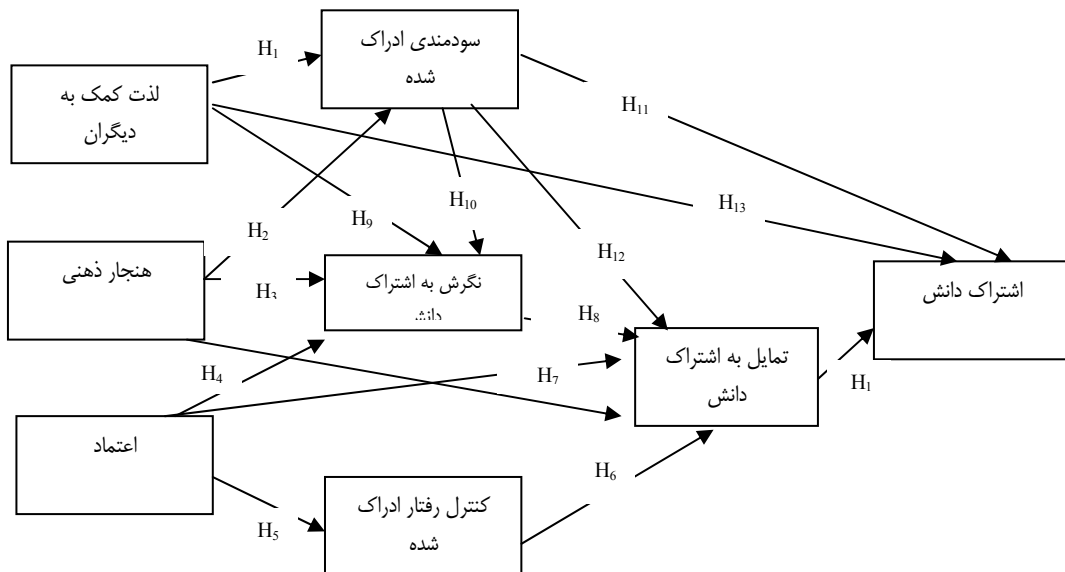 سودمندی ادراک
شده
H₁
لذت کمک به
دیگران
H₁₁
H₂
H₉
H₁₀
H₁₃
H₁₂
هنجار ذهنی
H₃
نگرش به اشتراک
دانش
اشتراک دانش
H₈
تمایل به اشتراک
دانش
H₄
H₇
H₁
اعتماد
H₆
کنترل رفتار ادراک
شده
H₅